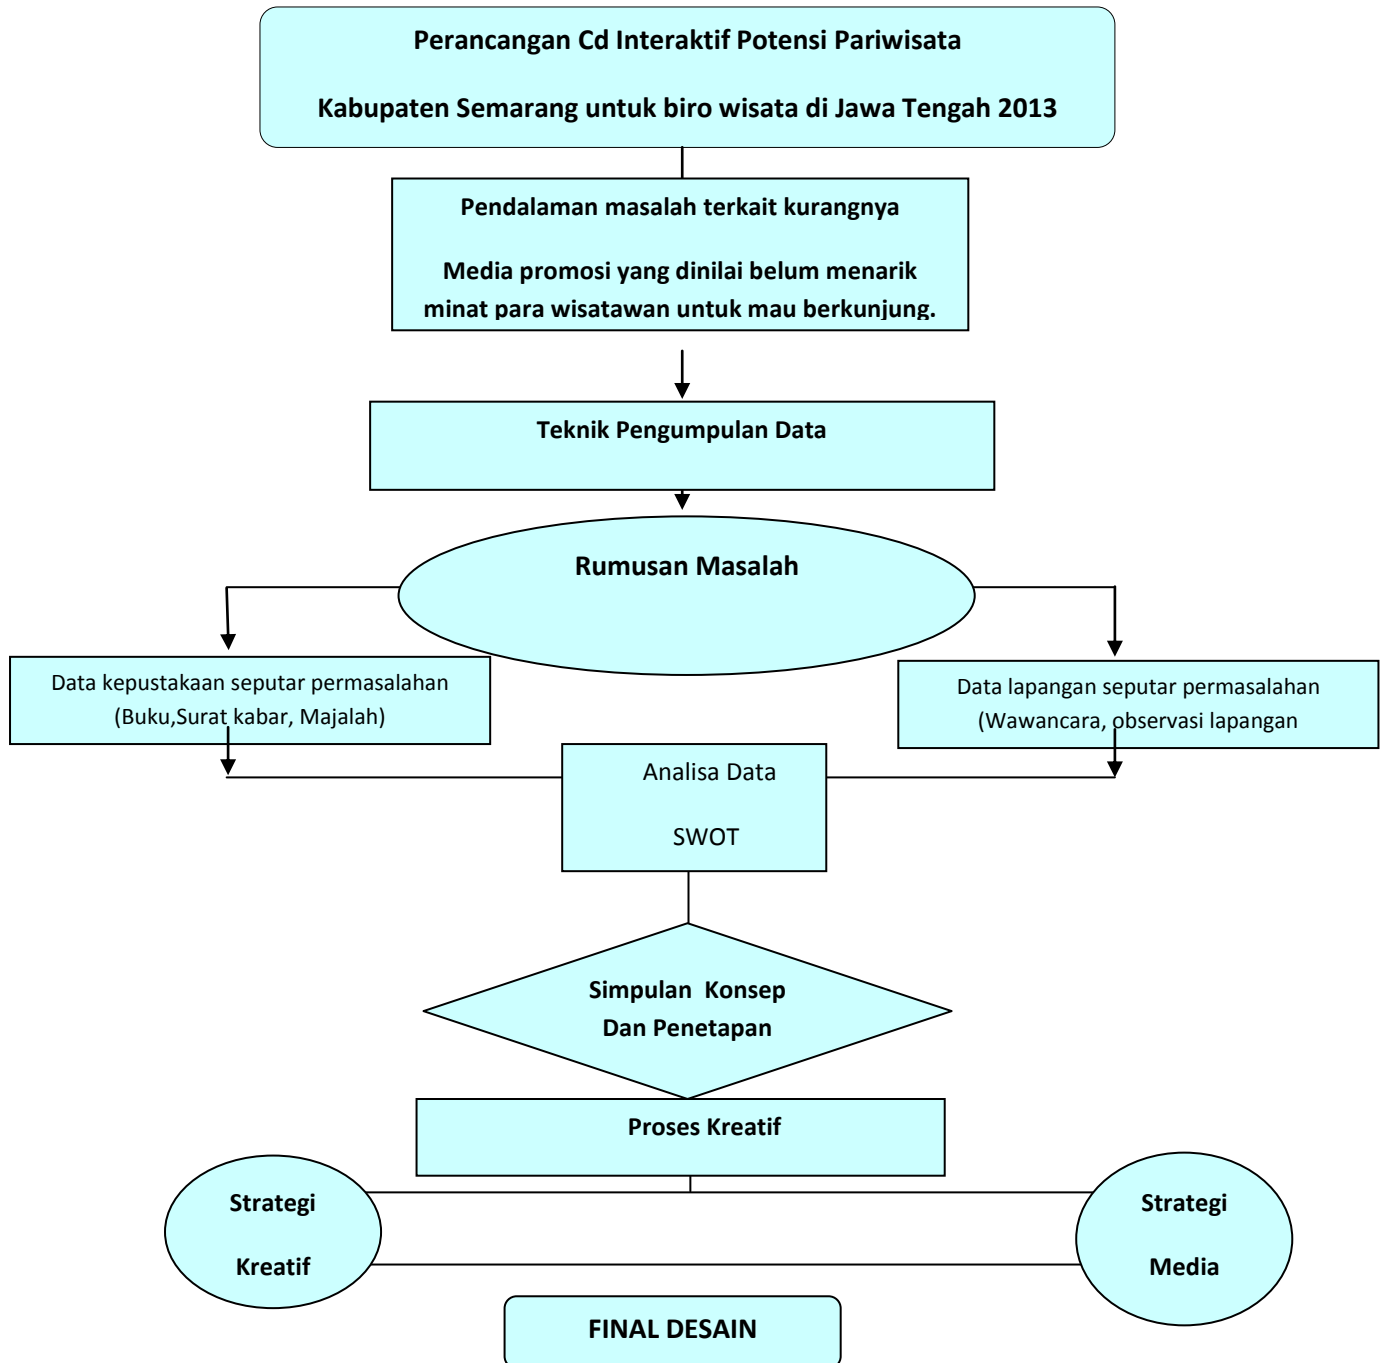 Perancangan Cd Interaktif Potensi Pariwisata
Kabupaten Semarang untuk biro wisata di Jawa Tengah 2013
Pendalaman masalah terkait kurangnya
Media promosi yang dinilai belum menarik
minat para wisatawan untuk mau berkunjung.
Teknik Pengumpulan Data
Rumusan Masalah
Data kepustakaan seputar permasalahan
(Buku,Surat kabar, Majalah)
Data lapangan seputar permasalahan
(Wawancara, observasi lapangan
Analisa Data
SWOT
Simpulan  Konsep
Dan Penetapan
Proses Kreatif
Strategi
Kreatif
Strategi
Media
FINAL DESAIN